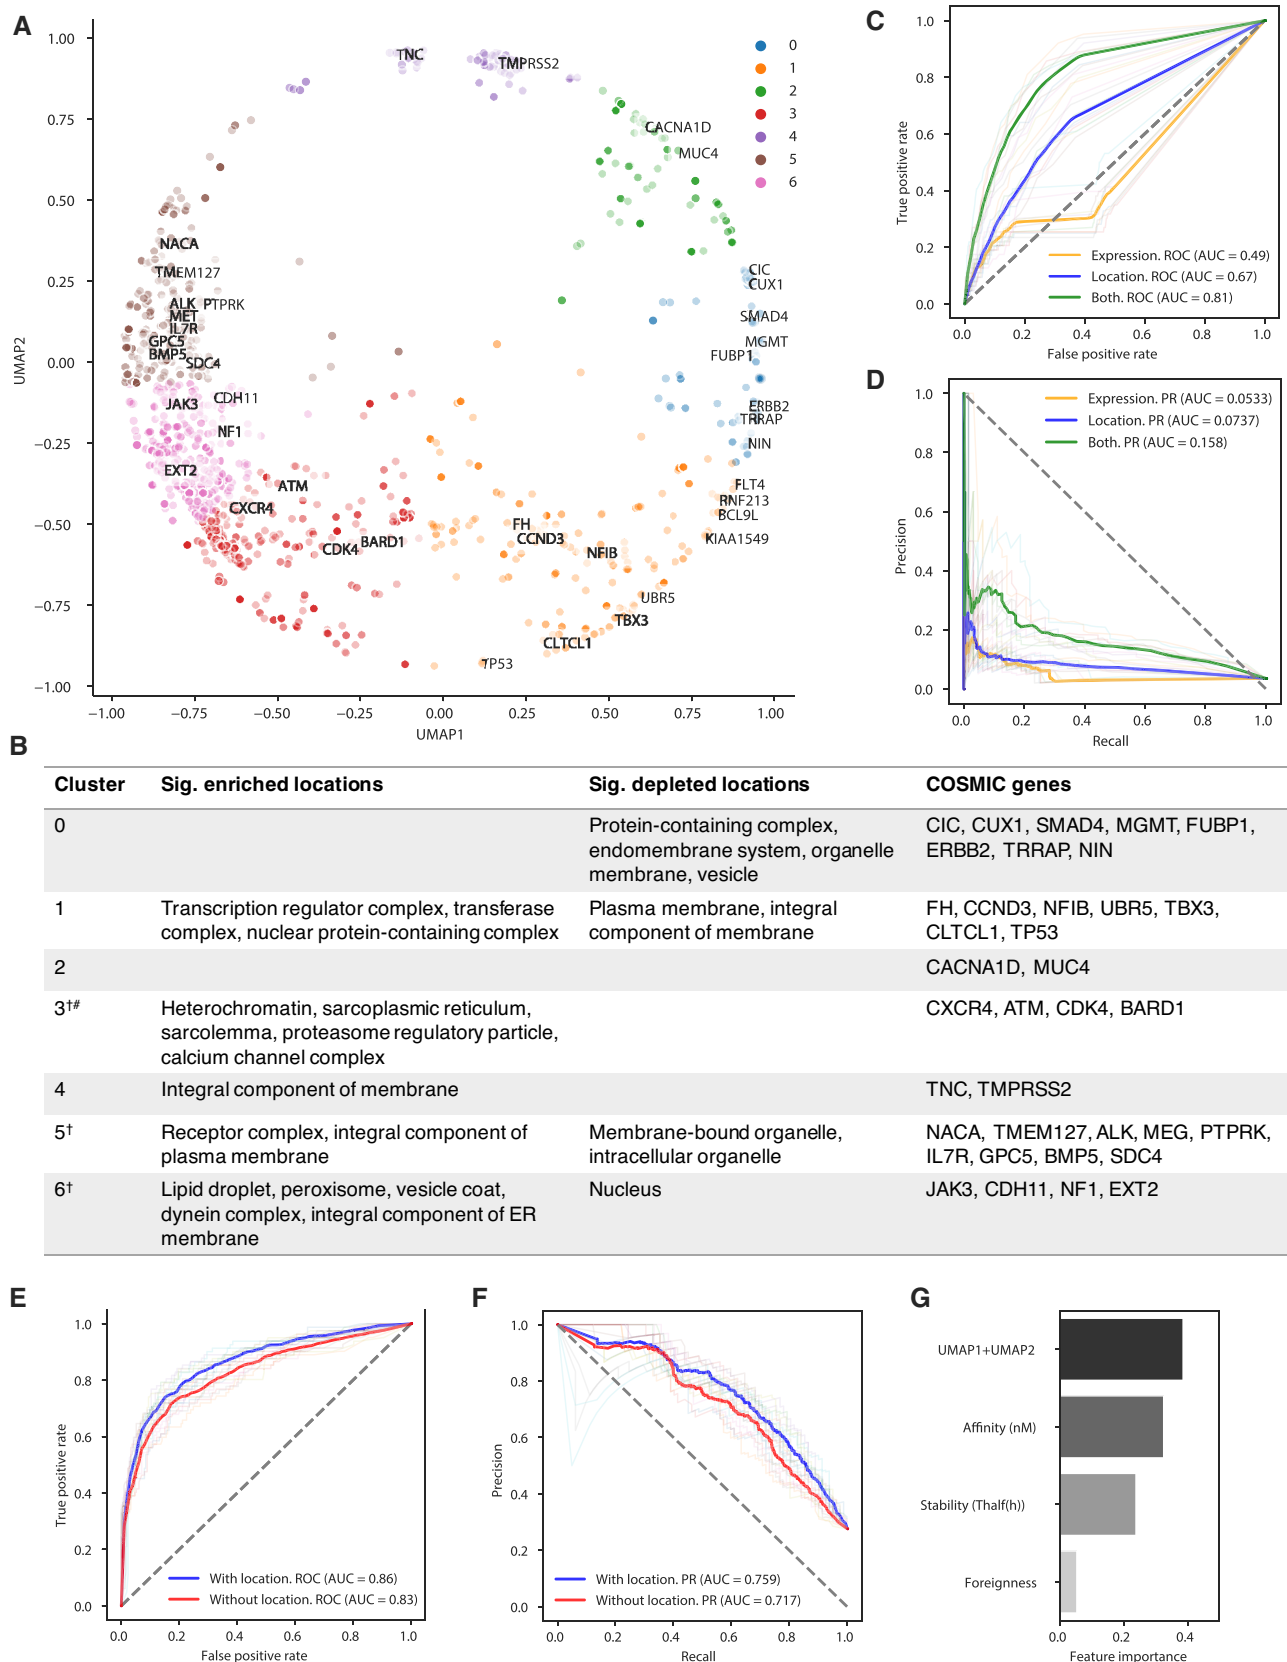 A
1.00
0.75
0.50
0.25
0.00
−0.25
−0.50
−0.75
−1.00
UMAP2
−1.00
−0.75
−0.50
−0.25
0.00
0.25
0.50
0.75
1.00
UMAP1
0
1
2
3
4
5
6
TNC
TMPRSS2
CACNA1D
MUC4
NACA
TMEM127
ALK PTPRK
MET
IL7R
GPC5
BMP5
SDC4
JAK3
CDH11
NF1
EXT2
ATM
CXCR4
CDK4
BARD1
CIC
CUX1
SMAD4
MGMT
FUBP1
ERBB2
TRRAP
NIN
FLT4
RNF213
BCL9L
KIAA1549
FH
CCND3
NFIB
UBR5
TBX3
CLTCL1
TP53
C
1.0
0.8
0.6
0.4
0.2
0.0
True positive rate
Expression. ROC (AUC = 0.49)
Location. ROC (AUC = 0.67)
Both. ROC (AUC = 0.81)
0.0
0.2
0.4
0.6
0.8
1.0
False positive rate
D
1.0
0.8
0.6
0.4
0.2
0.0
Precision
Expression. PR (AUC = 0.0533)
Location. PR (AUC = 0.0737)
Both. PR (AUC = 0.158)
0.0
0.2
0.4
0.6
0.8
1.0
Recall
B
Cluster Sig. enriched locations Sig. depleted locations COSMIC genes
0 Protein-containing complex, CIC, CUX1, SMAD4, MGMT, FUBP1,
endomembrane system, organelle ERBB2, TRRAP, NIN
membrane, vesicle
1 Transcription regulator complex, transferase Plasma membrane, integral FH, CCND3, NFIB, UBR5, TBX3,
complex, nuclear protein-containing complex component of membrane CLTCL1, TP53
2 CACNA1D, MUC4
3†# Heterochromatin, sarcoplasmic reticulum, CXCR4, ATM, CDK4, BARD1
sarcolemma, proteasome regulatory particle,
calcium channel complex
4 Integral component of membrane TNC, TMPRSS2
5† Receptor complex, integral component of Membrane-bound organelle, NACA, TMEM127, ALK, MEG, PTPRK,
plasma membrane intracellular organelle IL7R, GPC5, BMP5, SDC4
6† Lipid droplet, peroxisome, vesicle coat, Nucleus JAK3, CDH11, NF1, EXT2
dynein complex, integral component of ER
membrane
E
1.0
0.8
0.6
0.4
0.2
0.0
True positive rate
With location. ROC (AUC = 0.86)
Without location. ROC (AUC = 0.83)
0.0
0.2
0.4
0.6
0.8
1.0
False positive rate
F
1.0
0.8
0.6
0.4
0.2
0.0
Precision
With location. PR (AUC = 0.759)
Without location. PR (AUC = 0.717)
0.0
0.2
0.4
0.6
0.8
1.0
Recall
G
UMAP1+UMAP2
Affinity (nM)
Stability (Thalf(h))
Foreignness
0.0
0.2
0.4
Feature importance